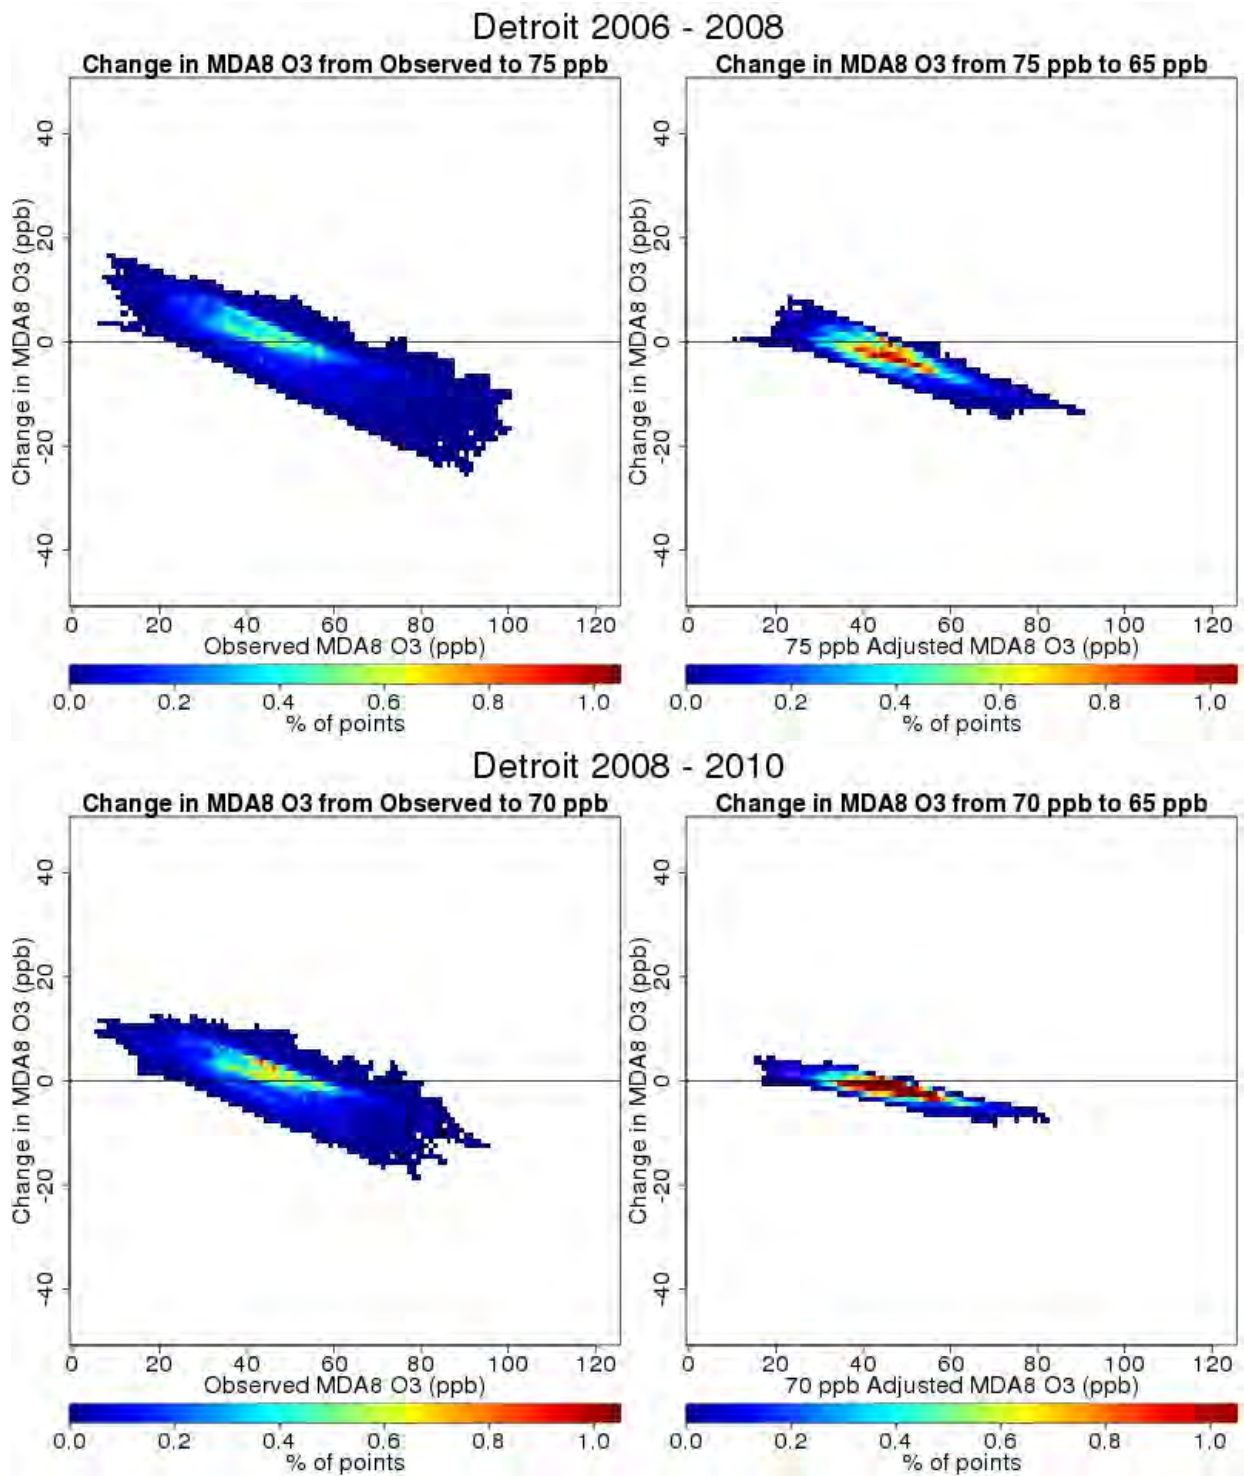 Detroit 2006 - 2008
Change in MDA8 O3 from Observed to 75 ppb
Change in MDA8 O3 (ppb)
40
20
0
-20
-40
0 20 40 60 80 100 120
Observed MDA8 O3 (ppb)
0.0 0.2 0.4 0.6 0.8 1.0
% of points
Change in MDA8 O3 from 75 ppb to 65 ppb
Change in MDA8 O3 (ppb)
40
20
0
-20
-40
0 20 40 60 80 100 120
75 ppb Adjusted MDA8 O3 (ppb)
0.0 0.2 0.4 0.6 0.8 1.0
% of points
Detroit 2008 - 2010
Change in MDA8 O3 from Observed to 70 ppb
Change in MDA8 O3 (ppb)
40
20
0
-20
-40
0 20 40 60 80 100 120
Observed MDA8 O3 (ppb)
0.0 0.2 0.4 0.6 0.8 1.0
% of points
Change in MDA8 O3 from 70 ppb to 65 ppb
Change in MDA8 O3 (ppb)
40
20
0
-20
-40
0 20 40 60 80 100 120
70 ppb Adjusted MDA8 O3 (ppb)
0.0 0.2 0.4 0.6 0.8 1.0
% of points